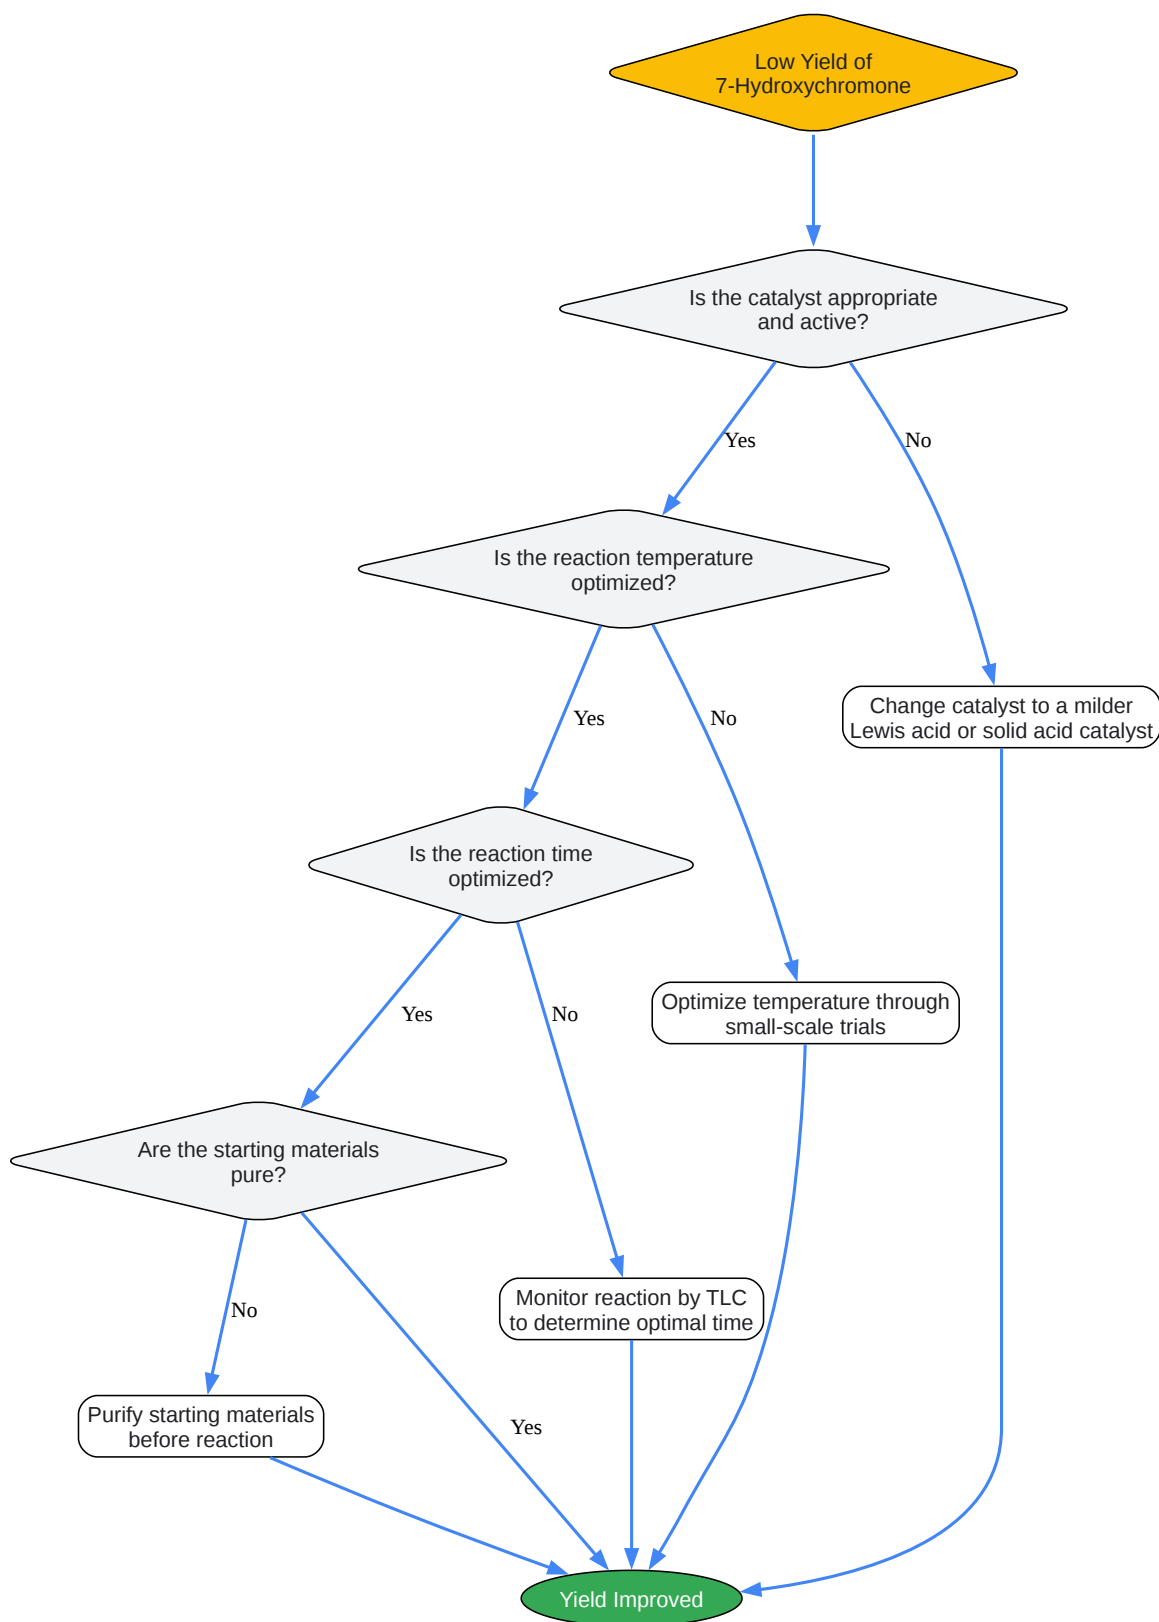 Low Yield of
7-Hydroxychromone
Is the catalyst appropriate
and active?
Yes
No
Is the reaction temperature
optimized?
Change catalyst to a milder
Lewis acid or solid acid catalyst
Yes
No
Is the reaction time
optimized?
Optimize temperature through
small-scale trials
Yes
No
Are the starting materials
pure?
Monitor reaction by TLC
to determine optimal time
No
Yes
Purify starting materials
before reaction
Yield Improved